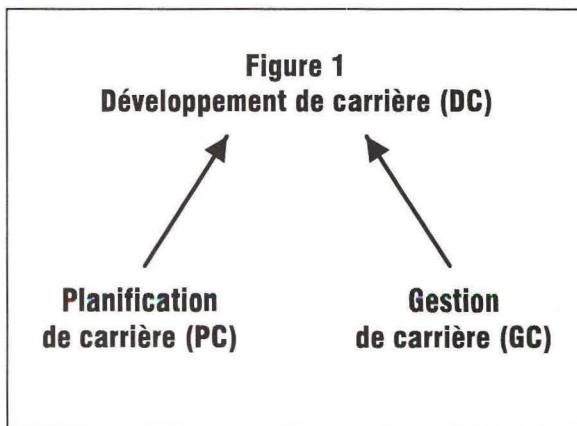 Figure 1
Développement de carrière (DC)
Planification
de carrière (PC)
Gestion
de carrière (GC)